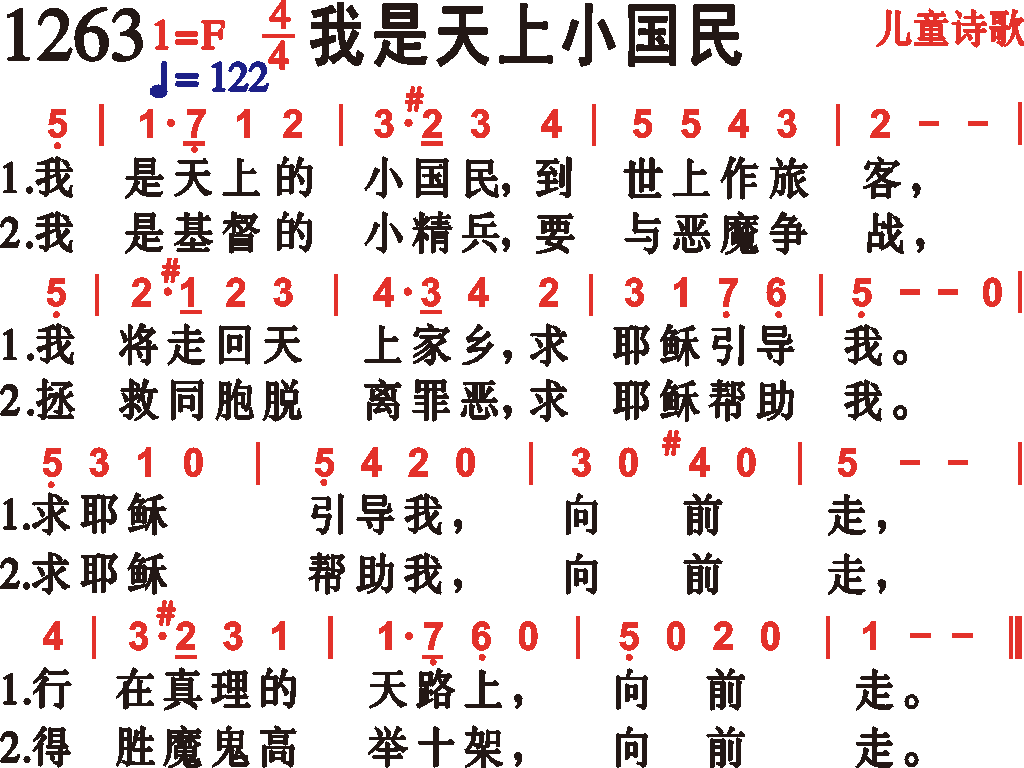 1263 1=F 4/4 我是天上小国民 儿童诗歌
♩= 122
5̣ | 1·7̣ 1 2 | 3·#2 3 4 | 5 5 4 3 | 2 - - |
1.我 是天上的 小国民,到 世上作旅 客,
2.我 是基督的 小精兵,要 与恶魔争 战,
5̣ | 2·#1 2 3 | 4·3 4 2 | 3 1 7̣ 6̣ | 5̣ - - 0 |
1.我 将走回天 上家乡,求 耶稣引导 我。
2.拯 救同胞脱 离罪恶,求 耶稣帮助 我。
5̣ 3 1 0 | 5̣ 4 2 0 | 3 0 #4 0 | 5 - - |
1.求耶稣 引导我, 向 前 走,
2.求耶稣 帮助我, 向 前 走,
4 | 3·#2 3 1 | 1·7̣ 6̣ 0 | 5̣ 0 2 0 | 1 - - ‖
1.行 在真理的 天路上, 向 前 走。
2.得 胜魔鬼高 举十架, 向 前 走。